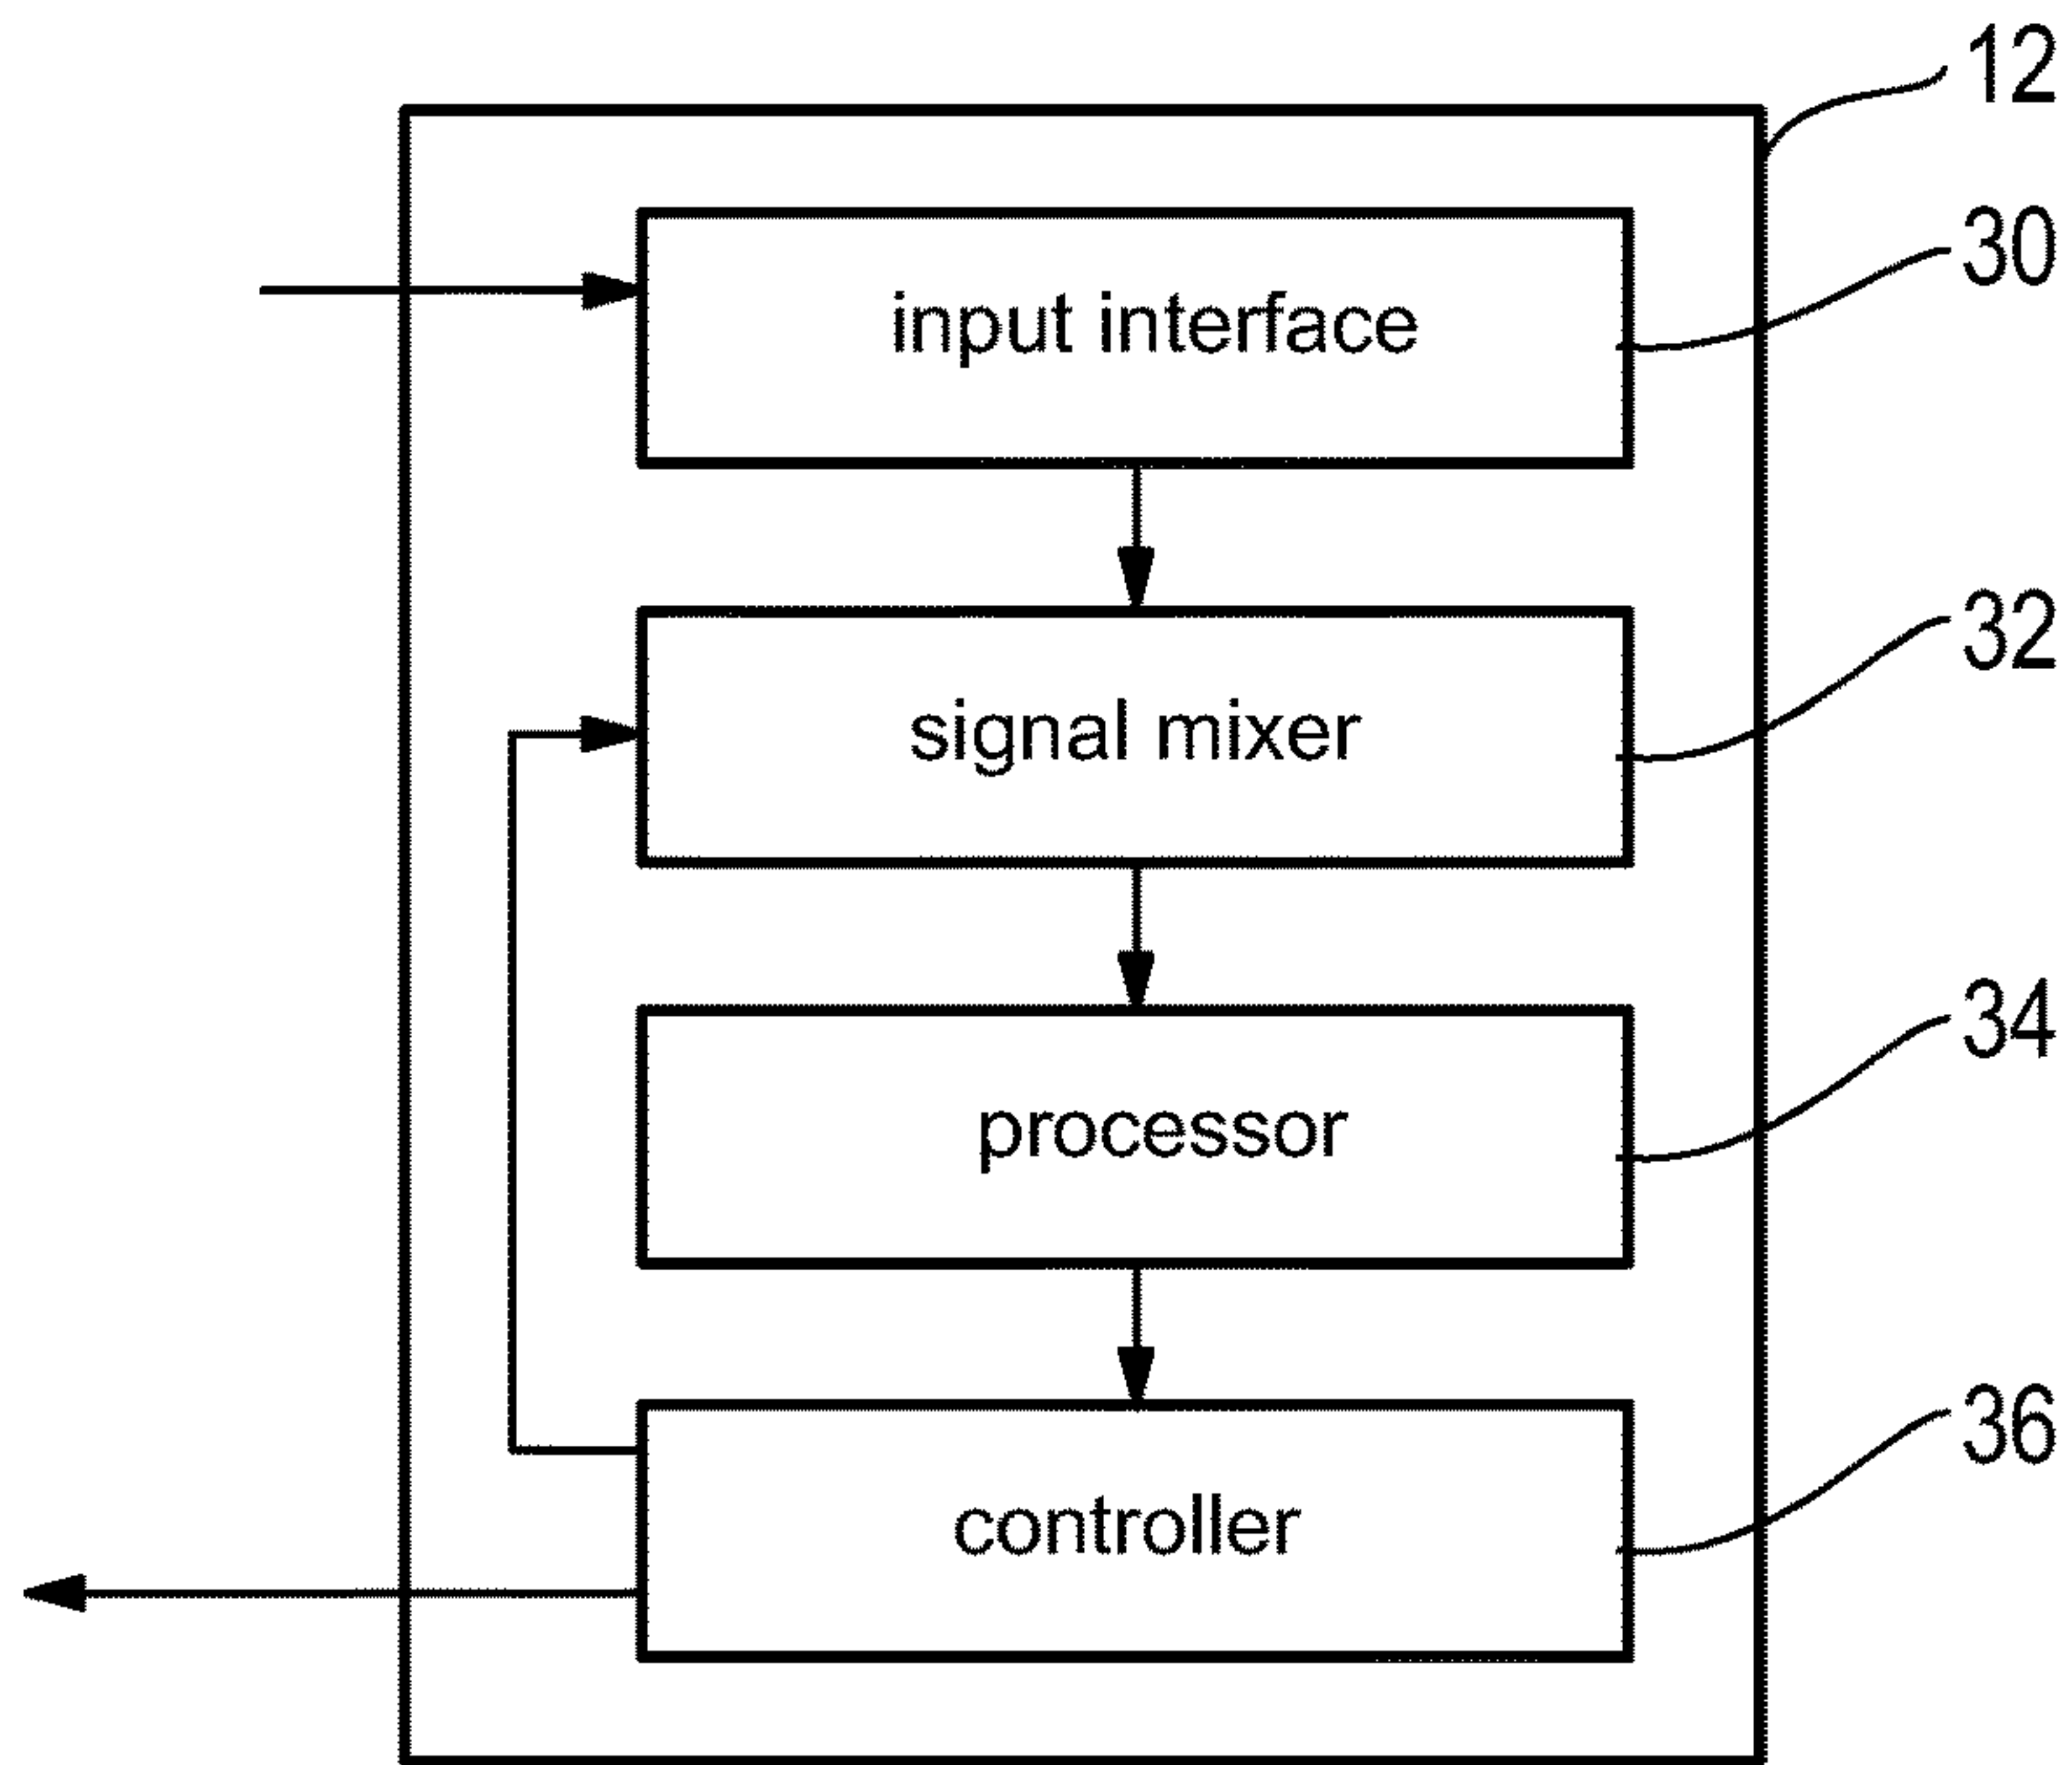 12
input interface
30
signal mixer
32
processor
34
controller
36